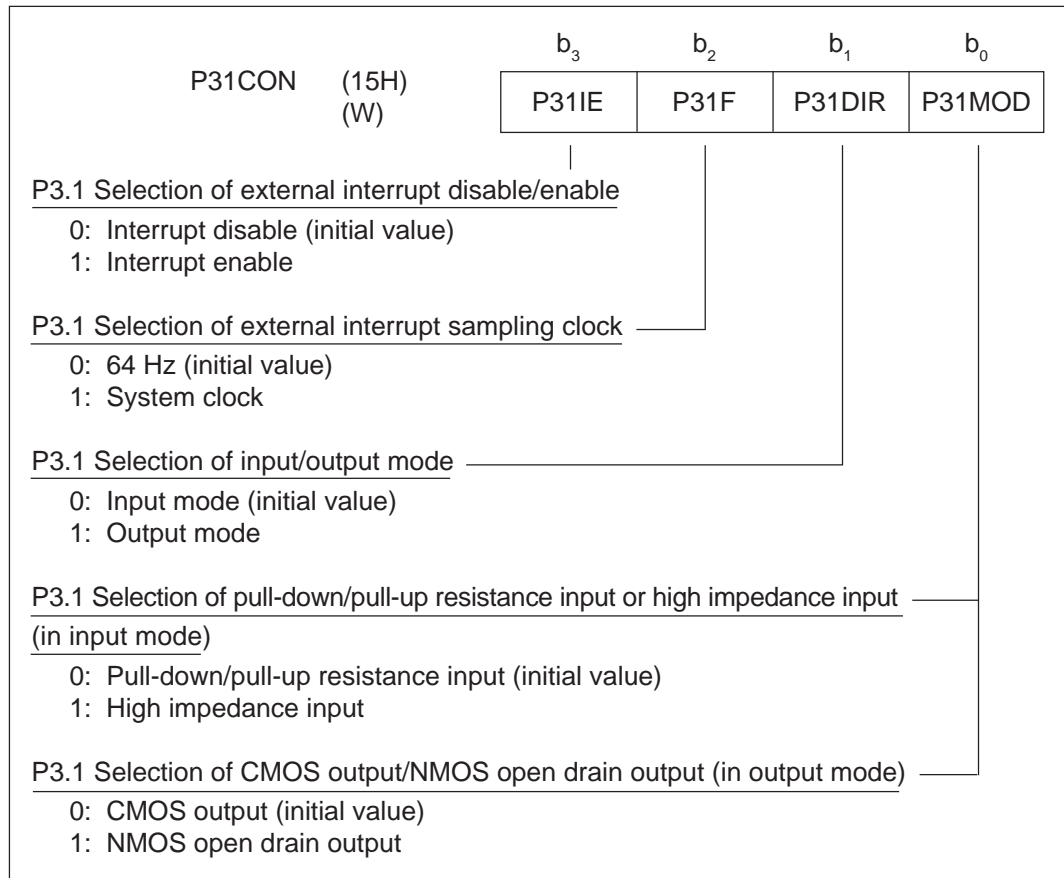 b3 b2 b1 b0
P31CON (15H)
(W)
P31IE P31F P31DIR P31MOD
P3.1 Selection of external interrupt disable/enable
0: Interrupt disable (initial value)
1: Interrupt enable
P3.1 Selection of external interrupt sampling clock
0: 64 Hz (initial value)
1: System clock
P3.1 Selection of input/output mode
0: Input mode (initial value)
1: Output mode
P3.1 Selection of pull-down/pull-up resistance input or high impedance input
(in input mode)
0: Pull-down/pull-up resistance input (initial value)
1: High impedance input
P3.1 Selection of CMOS output/NMOS open drain output (in output mode)
0: CMOS output (initial value)
1: NMOS open drain output